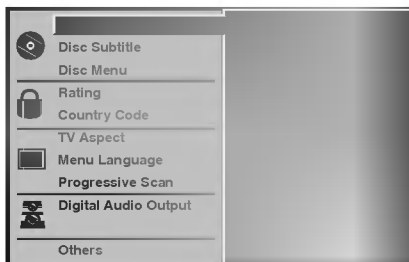 Disc Subtitle
Disc Menu
Rating
Country Code
TV Aspect
Menu Language
Progressive Scan
Digital Audio Output
Others